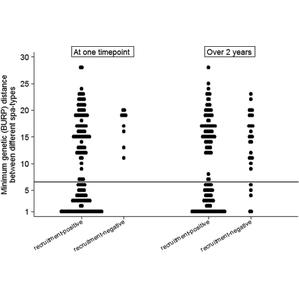 At one timepoint
Over 2 years
Minimum genetic (BURP) distance
between different spa-types
30
25
20
15
10
5
1
recruitment-positive
recruitment-negative
recruitment-positive
recruitment-negative